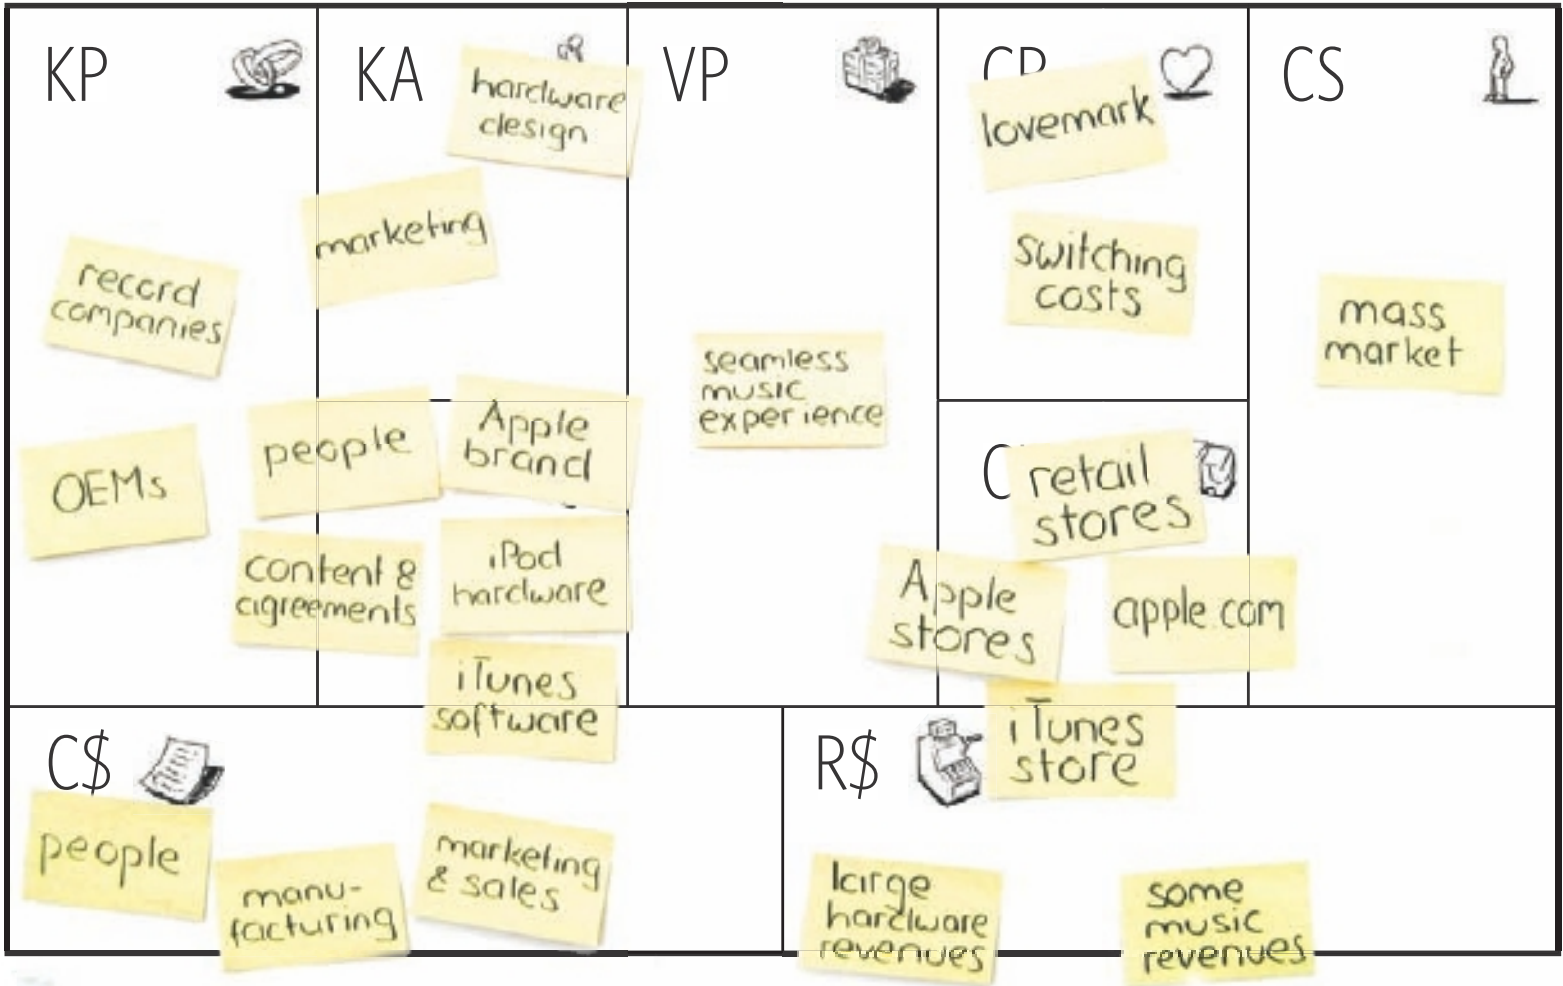 KP
record
companies
OEMs
KA
hardware
design
marketing
people
Apple
brand
content &
agreements
iPod
hardware
iTunes
software
VP
seamless
music
experience
CR
lovemark
switching
costs
C
retail
stores
Apple
stores
apple.com
iTunes
store
CS
mass
market
C$
people
manu-
facturing
marketing
& sales
R$
large
hardware
revenues
some
music
revenues